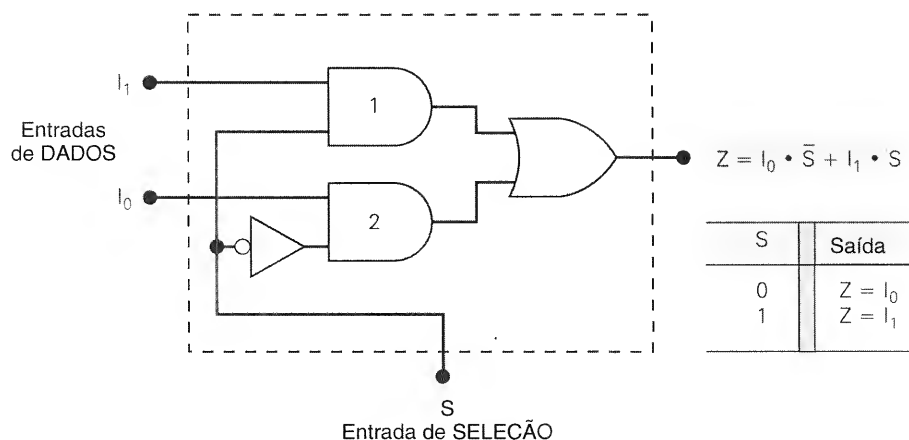 I₁
1
Entradas
de DADOS
Z = I₀ • S̅ + I₁ • S
I₀
2
S Saída
0 Z = I₀
1 Z = I₁
S
Entrada de SELEÇÃO